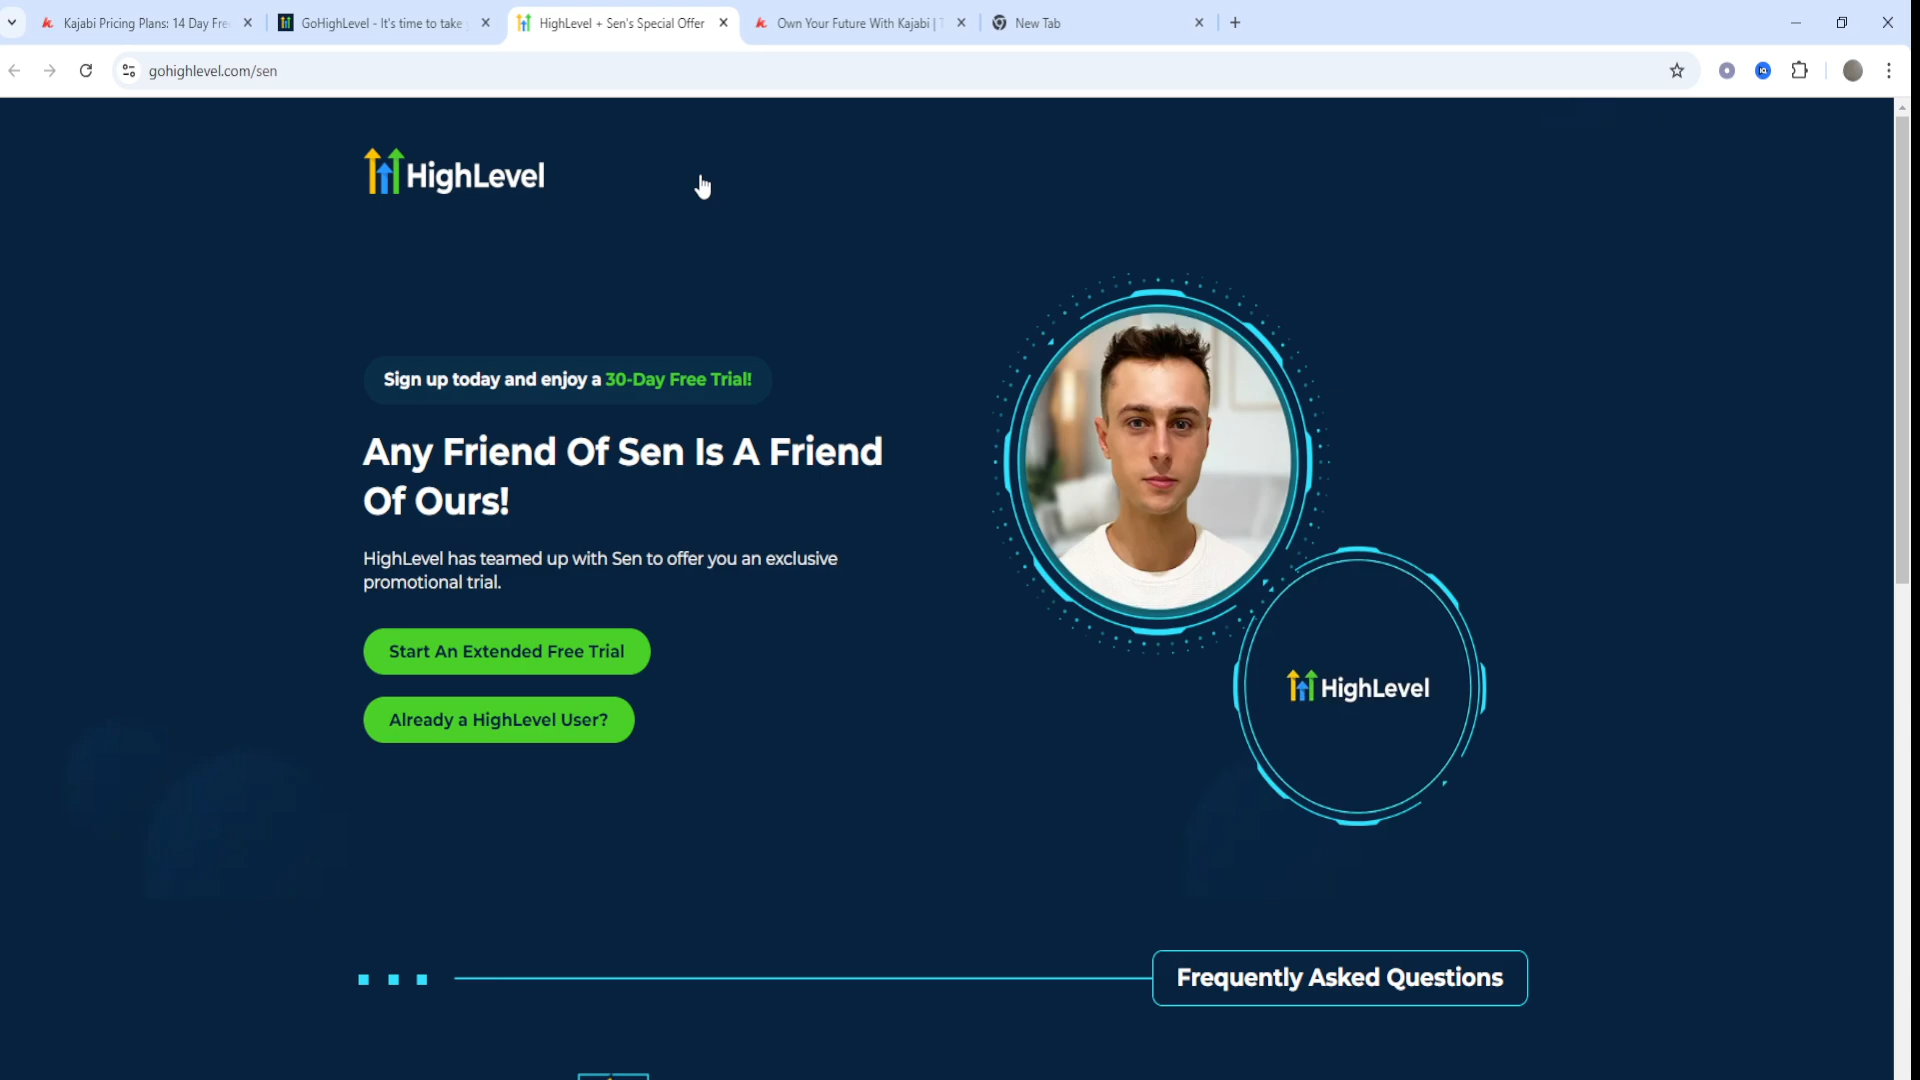 Kajabi Pricing Plans: 14 Day Fre
GoHighLevel - It's time to take
HighLevel + Sen's Special Offer
Own Your Future With Kajabi | T
New Tab
gohighlevel.com/sen
HighLevel
Sign up today and enjoy a 30-Day Free Trial!
Any Friend Of Sen Is A Friend
Of Ours!
HighLevel has teamed up with Sen to offer you an exclusive
promotional trial.
Start An Extended Free Trial
Already a HighLevel User?
HighLevel
Frequently Asked Questions